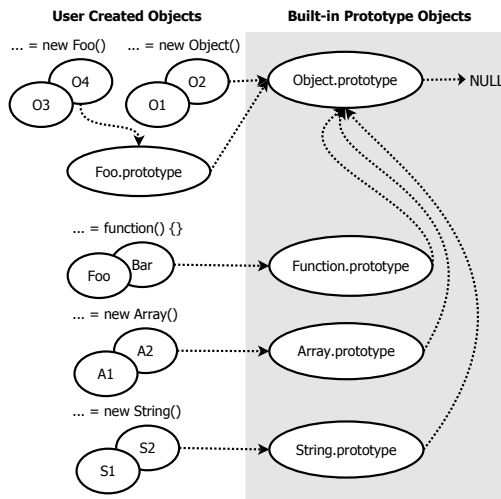 User Created Objects
Built-in Prototype Objects
... = new Foo()
... = new Object()
O4
O3
O2
O1
Object.prototype
NULL
Foo.prototype
... = function() {}
Bar
Foo
Function.prototype
... = new Array()
A2
A1
Array.prototype
... = new String()
S2
S1
String.prototype